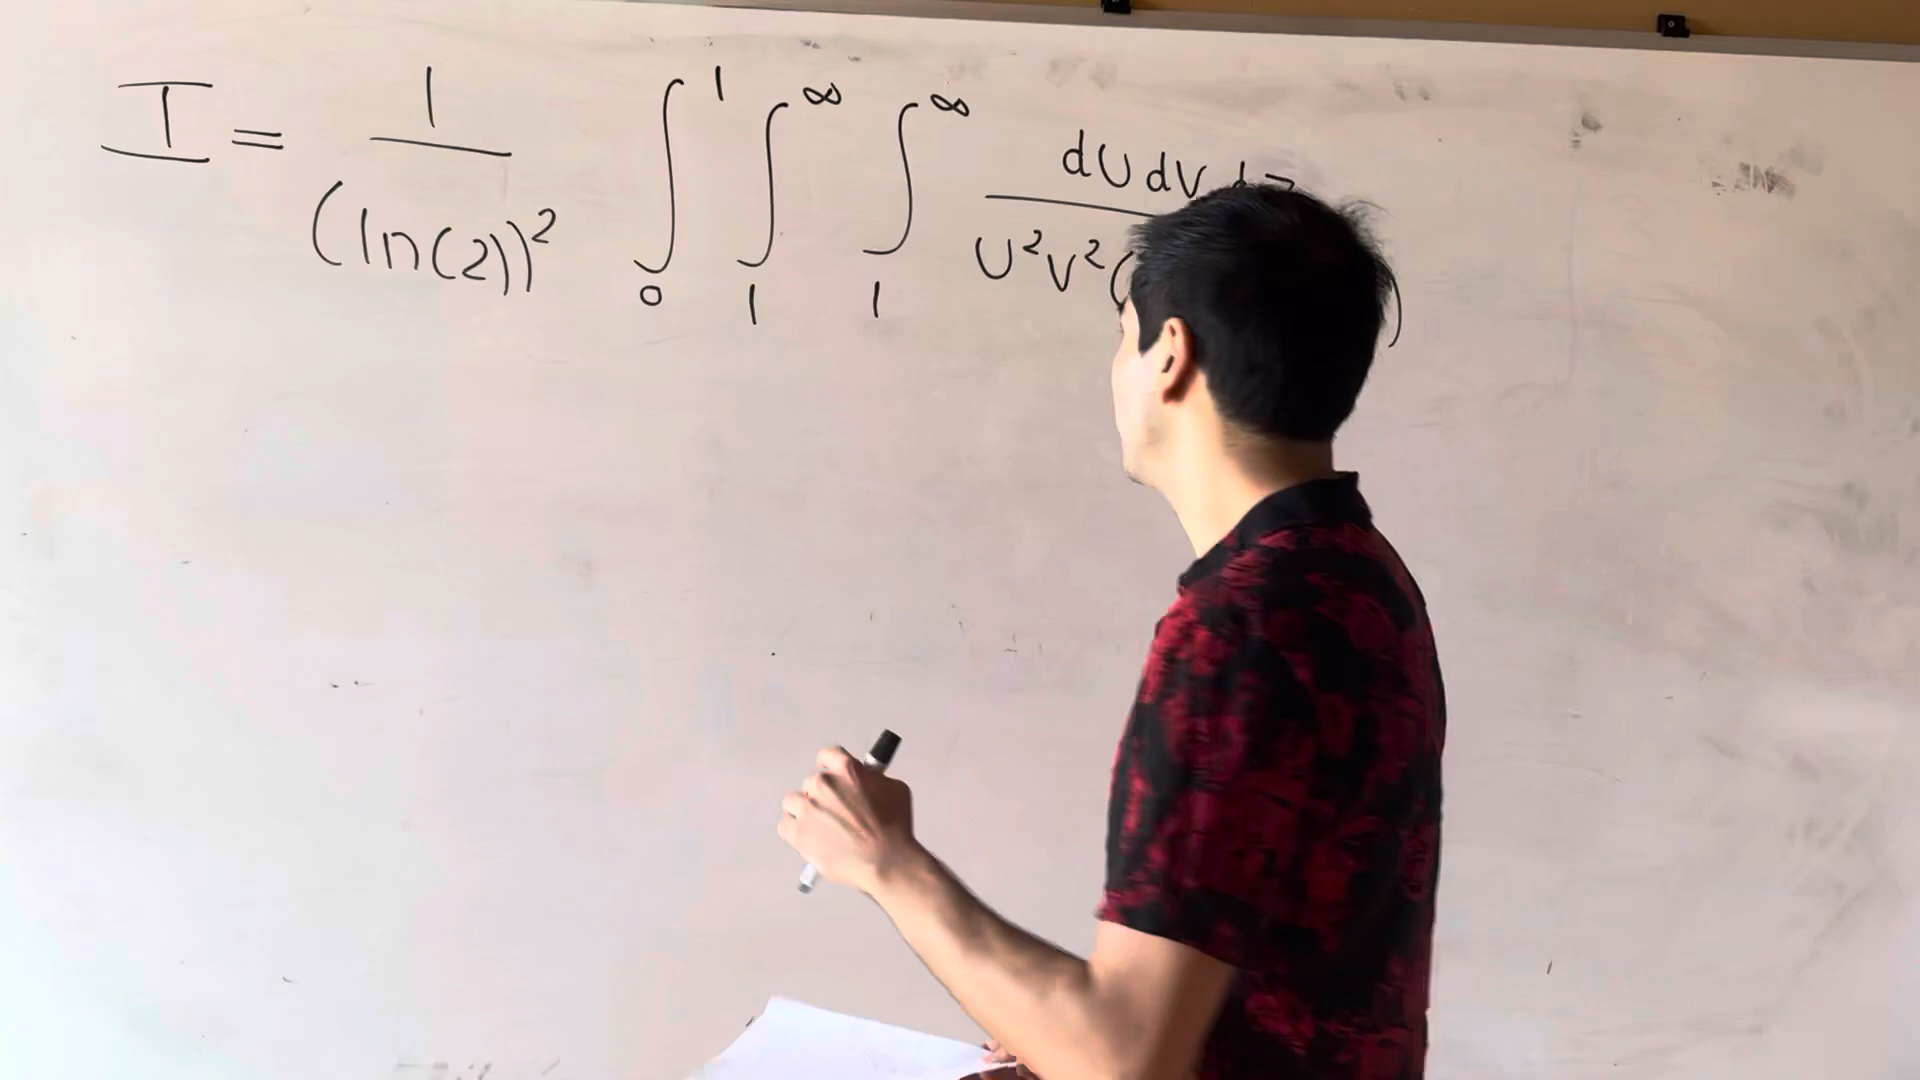 I = 1/(ln(2))² ∫₀¹ ∫₁^∞ ∫₁^∞ dU dV dz / U²V²( )